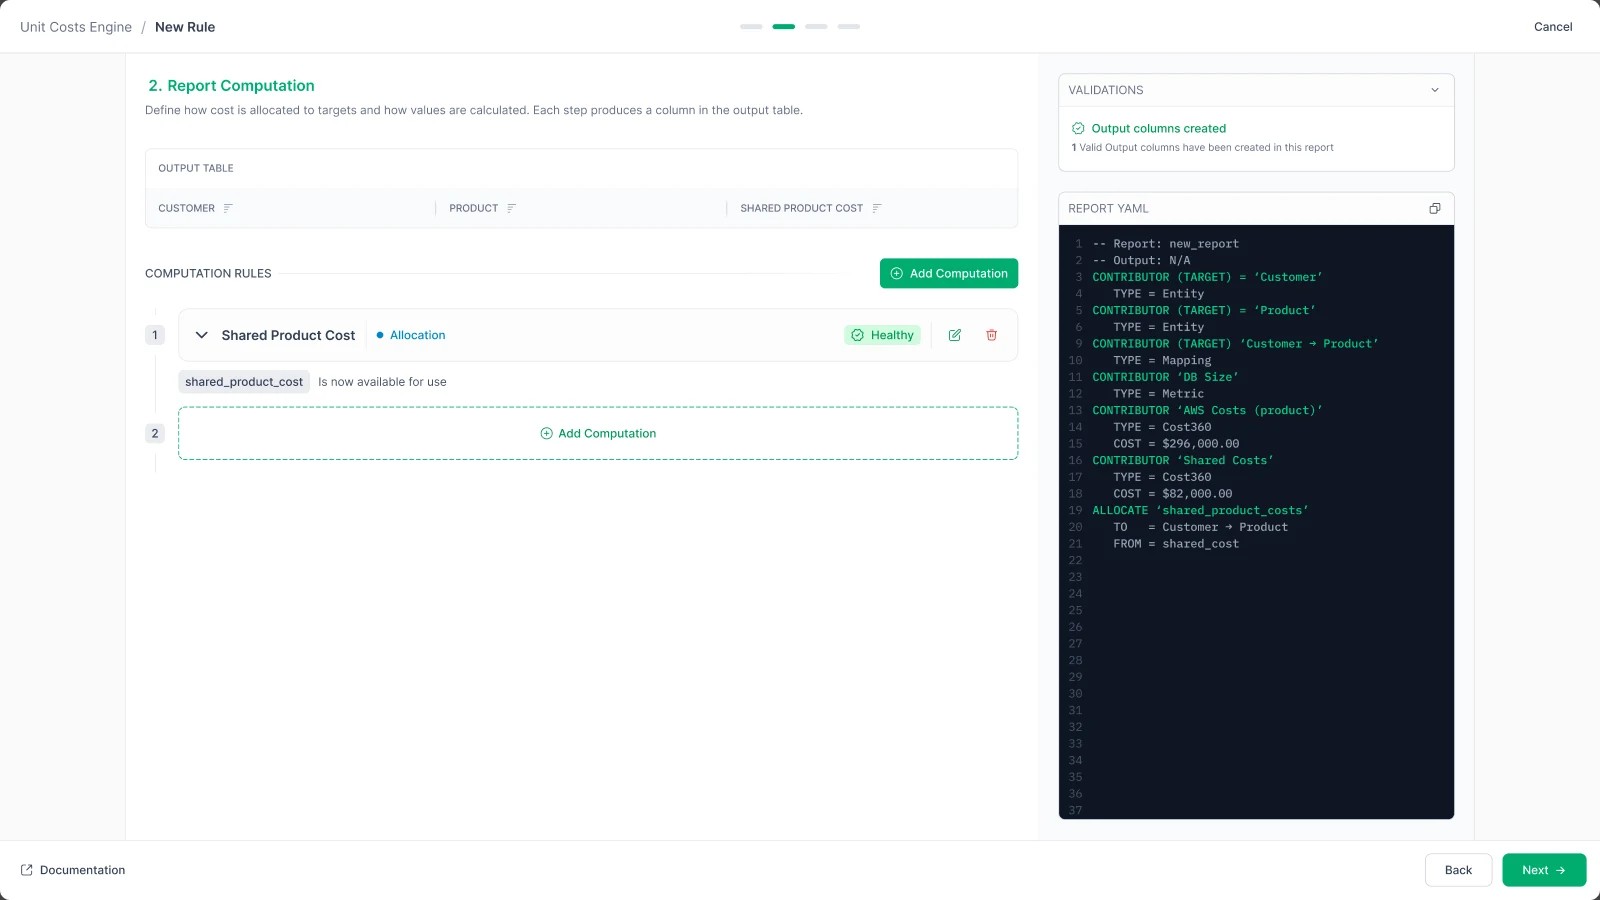 Unit Costs Engine / New Rule
Cancel
2. Report Computation
Define how cost is allocated to targets and how values are calculated. Each step produces a column in the output table.
OUTPUT TABLE
CUSTOMER PRODUCT SHARED PRODUCT COST
COMPUTATION RULES
Add Computation
1 Shared Product Cost Allocation Healthy
shared_product_cost Is now available for use
2 Add Computation
VALIDATIONS
Output columns created
1 Valid Output columns have been created in this report
REPORT YAML
1 -- Report: new_report
2 -- Output: N/A
3 CONTRIBUTOR (TARGET) = ‘Customer’
4 TYPE = Entity
5 CONTRIBUTOR (TARGET) = ‘Product’
6 TYPE = Entity
9 CONTRIBUTOR (TARGET) ‘Customer → Product’
10 TYPE = Mapping
11 CONTRIBUTOR ‘DB Size’
12 TYPE = Metric
13 CONTRIBUTOR ‘AWS Costs (product)’
14 TYPE = Cost360
15 COST = $296,000.00
16 CONTRIBUTOR ‘Shared Costs’
17 TYPE = Cost360
18 COST = $82,000.00
19 ALLOCATE ‘shared_product_costs’
20 TO = Customer → Product
21 FROM = shared_cost
22
23
24
25
26
27
28
29
30
31
32
33
34
35
36
37
Documentation
Back
Next →